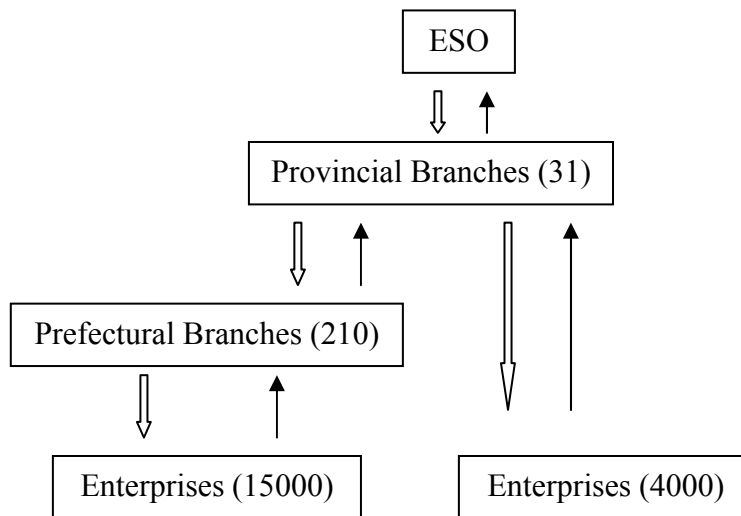 ESO
Provincial Branches (31)
Prefectural Branches (210)
Enterprises (15000)
Enterprises (4000)